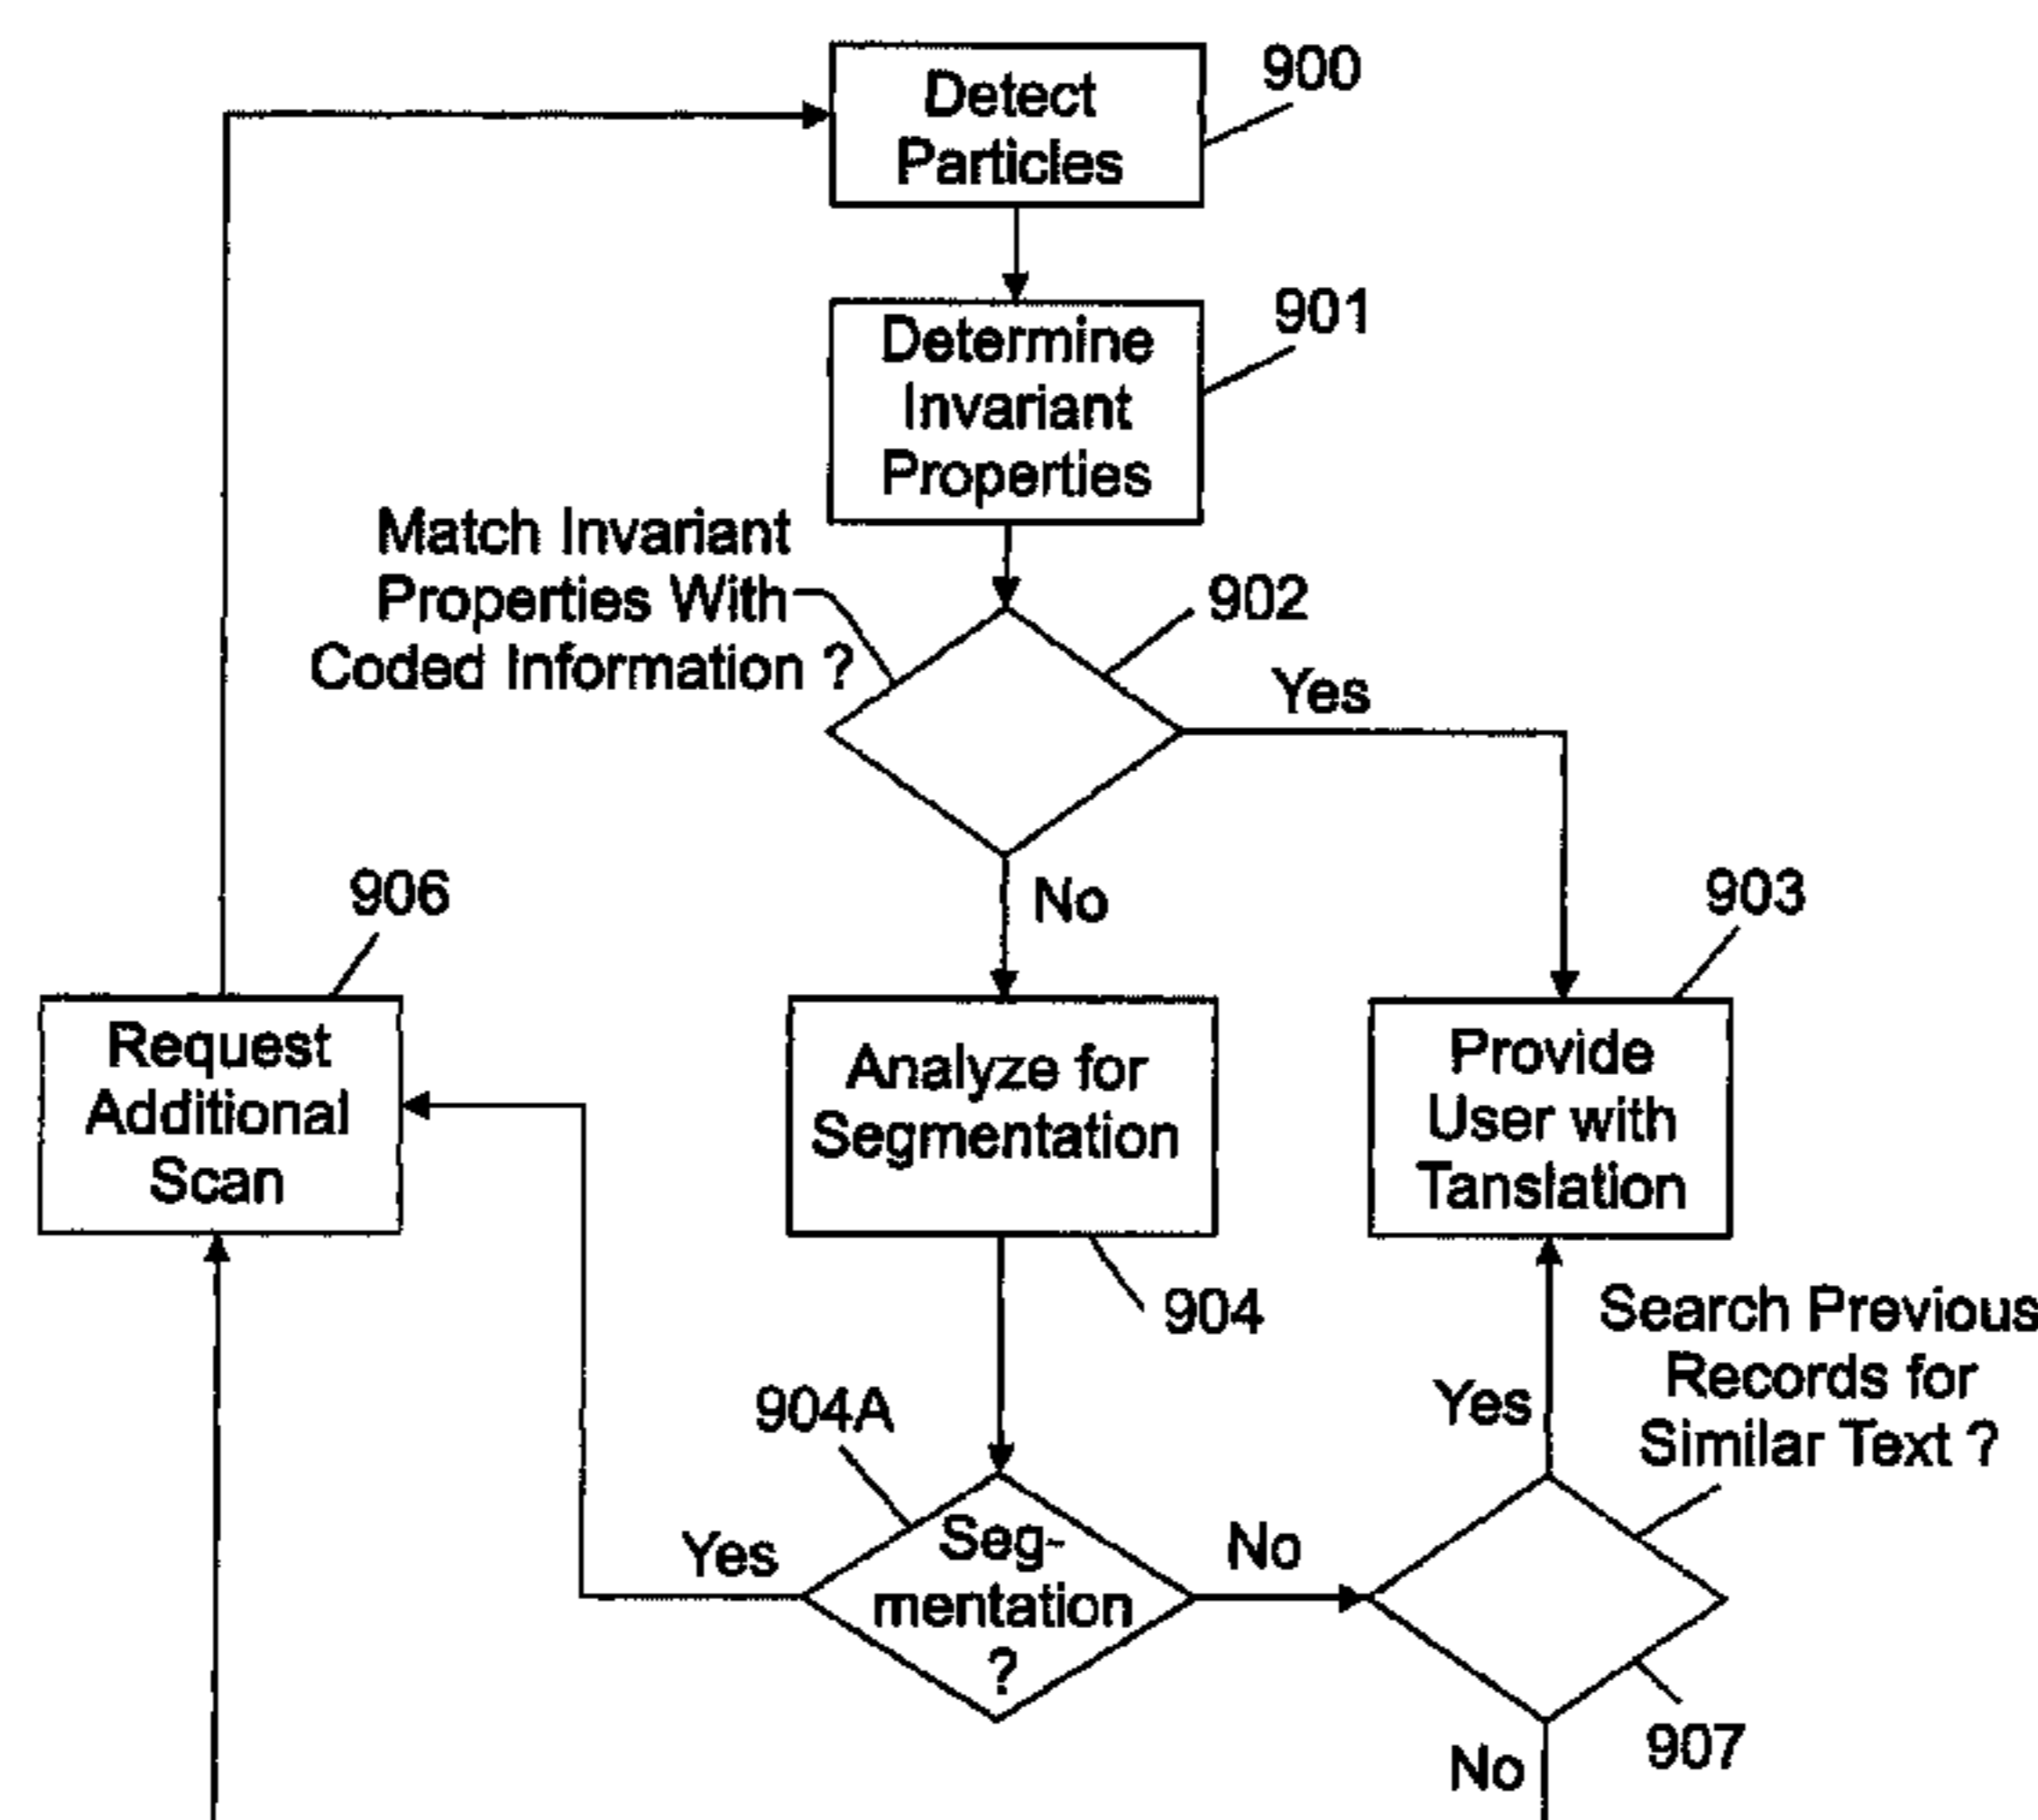 Detect
Particles
900
Determine
Invariant
Properties
901
Match Invariant
Properties With
Coded Information ?
902
Yes
No
906
903
Request
Additional
Scan
Analyze for
Segmentation
Provide
User with
Tanslation
904
Search Previous
Records for
Similar Text ?
904A
Yes
Yes
Seg-
mentation
?
No
907
No